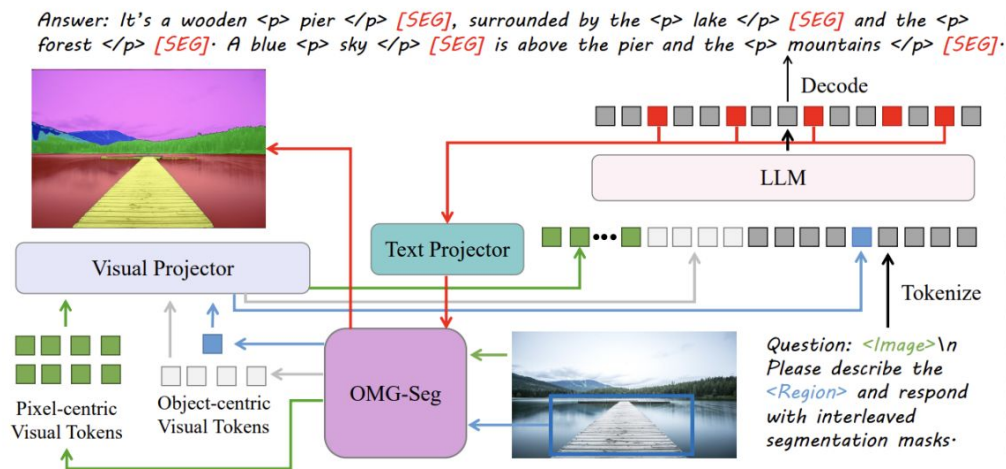 Answer: It's a wooden <p> pier </p> [SEG], surrounded by the <p> lake </p> [SEG] and the <p>
forest </p> [SEG]. A blue <p> sky </p> [SEG] is above the pier and the <p> mountains </p> [SEG].
Decode
LLM
Text Projector
Visual Projector
Tokenize
OMG-Seg
Pixel-centric
Visual Tokens
Object-centric
Visual Tokens
Question: <Image>\n
Please describe the
<Region> and respond
with interleaved
segmentation masks.